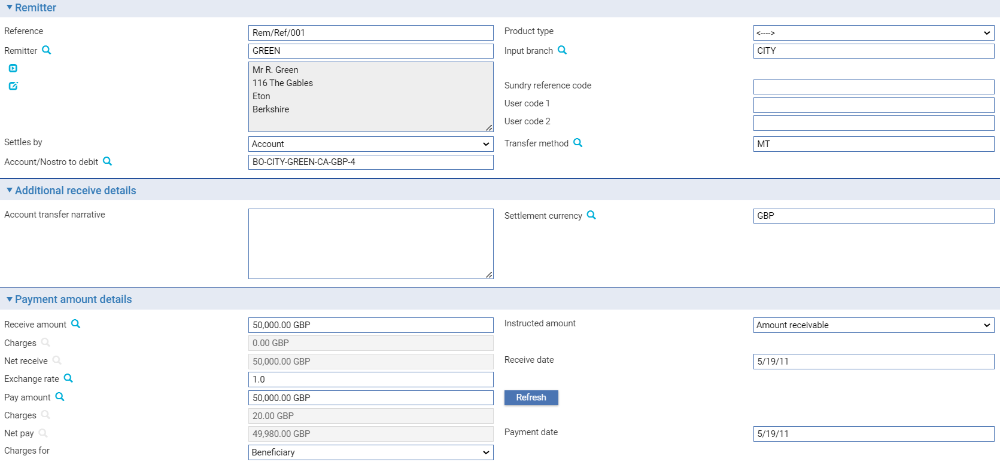 Remitter
Reference Rem/Ref/001 Product type <---->
Remitter GREEN Input branch CITY
Mr R. Green
116 The Gables
Eton
Berkshire
Sundry reference code
User code 1
User code 2
Settles by Account Transfer method MT
Account/Nostro to debit BO-CITY-GREEN-CA-GBP-4
Additional receive details
Account transfer narrative Settlement currency GBP
Payment amount details
Receive amount 50,000.00 GBP Instructed amount Amount receivable
Charges 0.00 GBP
Net receive 50,000.00 GBP Receive date 5/19/11
Exchange rate 1.0
Pay amount 50,000.00 GBP Refresh
Charges 20.00 GBP
Net pay 49,980.00 GBP Payment date 5/19/11
Charges for Beneficiary